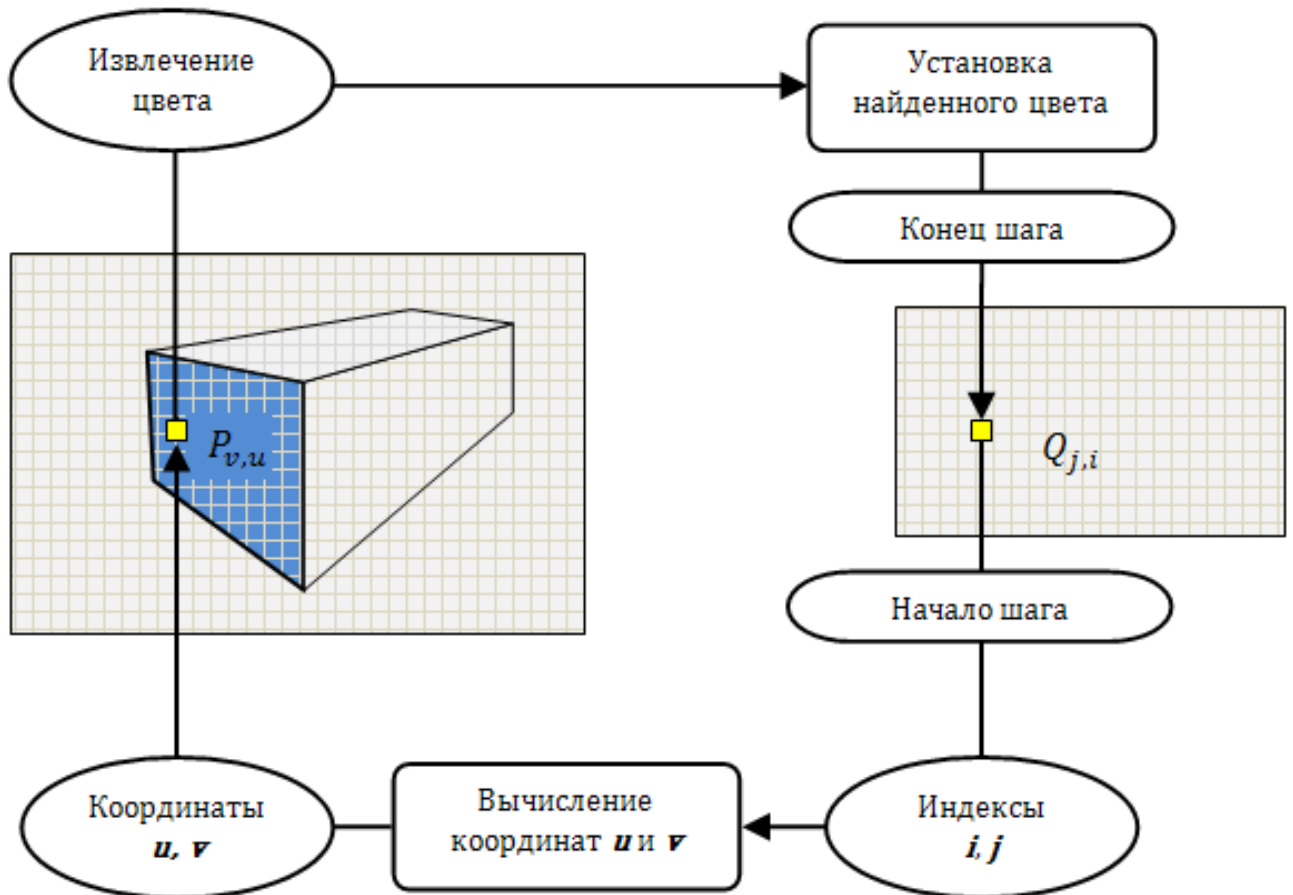 Извлечение
цвета
Установка
найденного цвета
Конец шага
P_{v,u}
Q_{j,i}
Начало шага
Координаты
u, v
Вычисление
координат u и v
Индексы
i, j